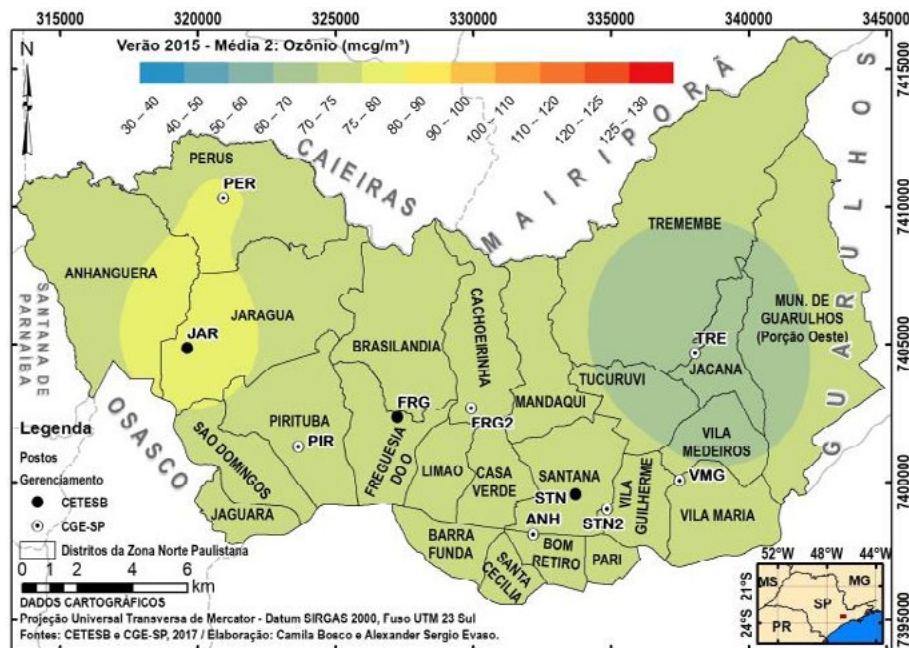 315000 320000 325000 330000 335000 340000 345000
N
Verão 2015 - Média 2: Ozônio (mcg/m³)
30 – 40
40 – 50
50 – 60
60 – 70
70 – 75
75 – 80
80 – 90
90 – 100
100 – 110
110 – 120
120 – 125
125 – 130
7415000
7410000
7405000
7400000
7395000
CAIEIRAS
MAIRIPORÃ
GUARULHOS
SANTANA DE
PARNAIBA
OSASCO
PERUS
PER
TREMEMBE
ANHANGUERA
JARAGUA
JAR
BRASILANDIA
CACHOEIRINHA
MUN. DE
GUARULHOS
(Porção Oeste)
TRE
JACANA
TUCURUVI
MANDAQUI
FRG
FRG2
PIRITUBA
PIR
FREGUESIA
DO O
LIMAO
CASA
VERDE
SANTANA
STN
STN2
VILA
GUILHERME
VILA
MEDEIROS
VMG
VILA MARIA
SAO DOMINGOS
JAGUARA
BARRA
FUNDA
SANTA
CECILIA
ANH
BOM
RETIRO
PARI
Legenda
Postos
Gerenciamento
CETESB
CGE-SP
Distritos da Zona Norte Paulistana
0 2 4 6
km
DADOS CARTOGRÁFICOS
Projeção Universal Transversa de Mercator - Datum SIRGAS 2000, Fuso UTM 23 Sul
Fontes: CETESB e CGE-SP, 2017 / Elaboração: Camila Bosco e Alexander Sergio Evaso.
52°W 48°W 44°W
21°S
24°S
MS
MG
SP
PR